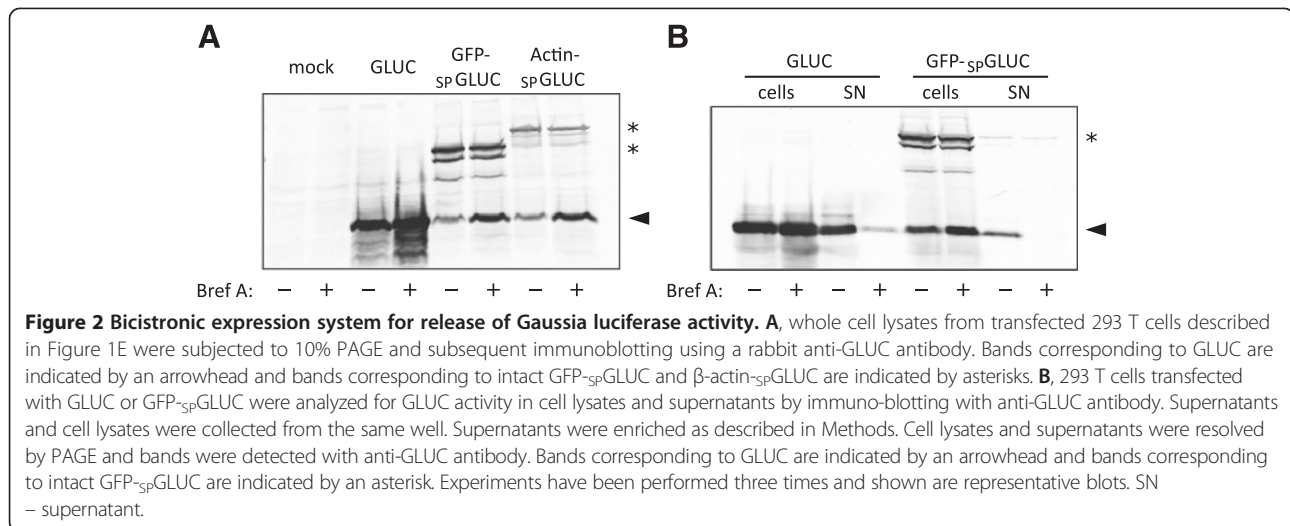 A
B
mock GLUC GFP-SPGLUC Actin-SPGLUC
GLUC GFP-SPGLUC
cells SN cells SN
*
*
*
Bref A: – + – + – + – +
Bref A: – + – + – + – +
Figure 2 Bicistronic expression system for release of Gaussia luciferase activity. A, whole cell lysates from transfected 293 T cells described
in Figure 1E were subjected to 10% PAGE and subsequent immunoblotting using a rabbit anti-GLUC antibody. Bands corresponding to GLUC are
indicated by an arrowhead and bands corresponding to intact GFP-SPGLUC and β-actin-SPGLUC are indicated by asterisks. B, 293 T cells transfected
with GLUC or GFP-SPGLUC were analyzed for GLUC activity in cell lysates and supernatants by immuno-blotting with anti-GLUC antibody. Supernatants
and cell lysates were collected from the same well. Supernatants were enriched as described in Methods. Cell lysates and supernatants were resolved
by PAGE and bands were detected with anti-GLUC antibody. Bands corresponding to GLUC are indicated by an arrowhead and bands corresponding
to intact GFP-SPGLUC are indicated by an asterisk. Experiments have been performed three times and shown are representative blots. SN
– supernatant.